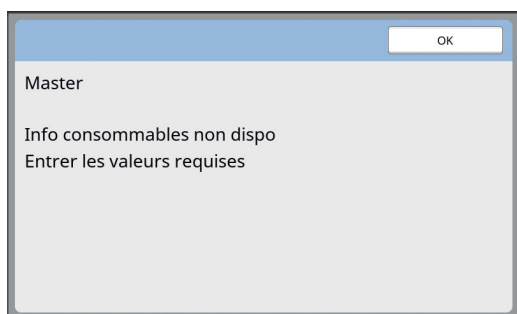 OK
Master
Info consommables non dispo
Entrer les valeurs requises